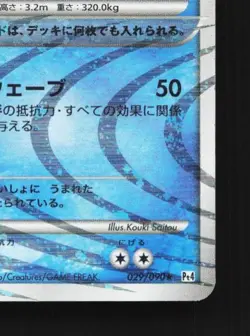 高さ：3.2m　重さ：320.0kg
ドは、デッキに何枚でも入れられる。
ウェーブ　50
の抵抗力・すべての効果に関係
与える。
いしょに うまれた
られている。
Illus. Kouki Saitou
抗力　にげる
/Creatures/GAME FREAK.　029/090★　Pt4